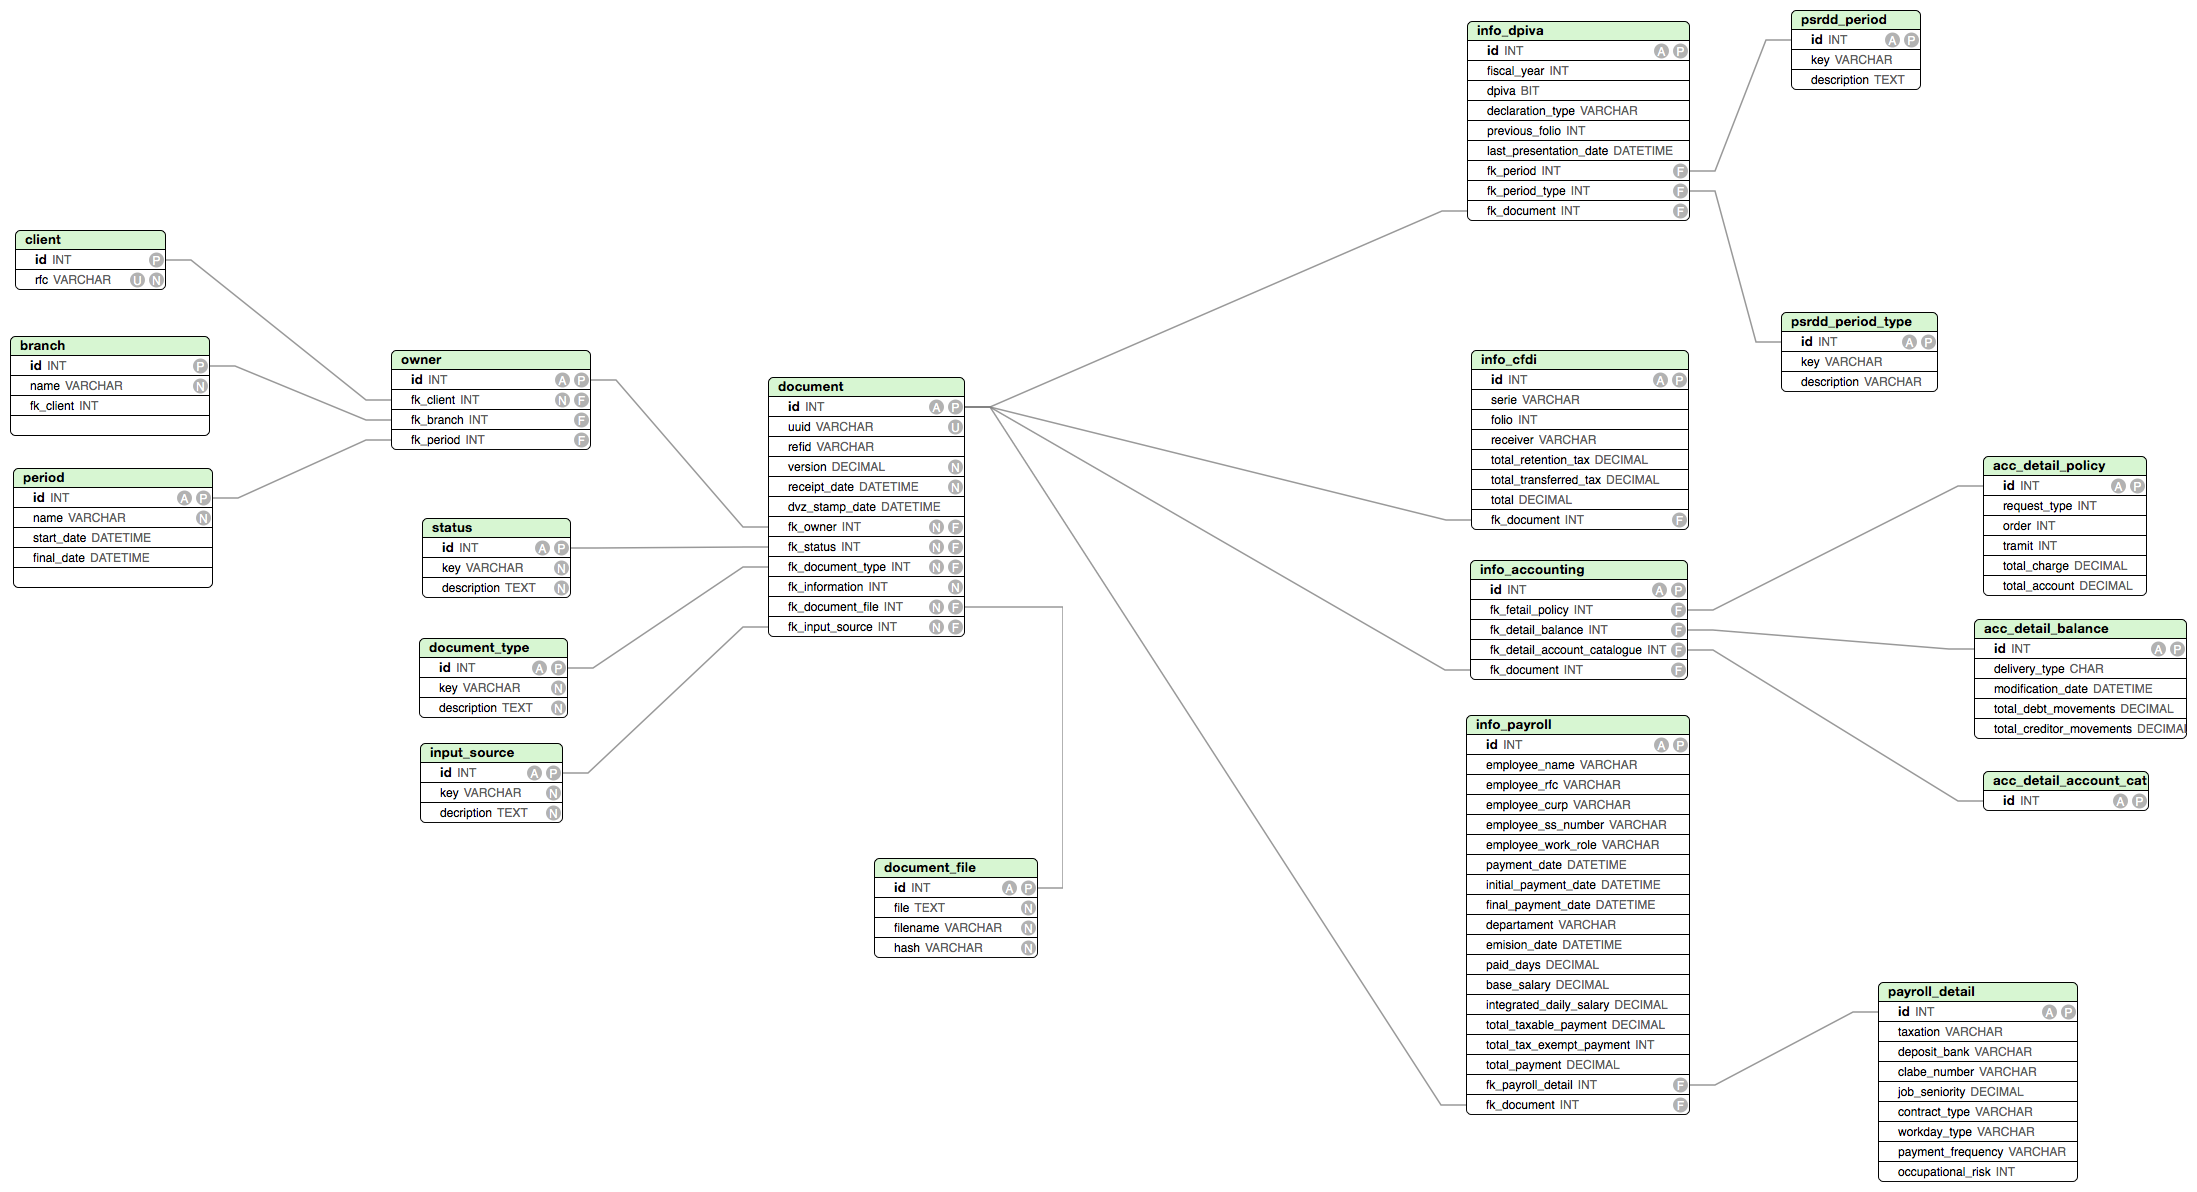 client
id INT P
rfc VARCHAR U N
branch
id INT P
name VARCHAR N
fk_client INT
period
id INT A P
name VARCHAR N
start_date DATETIME
final_date DATETIME
owner
id INT A P
fk_client INT N F
fk_branch INT F
fk_period INT F
status
id INT A P
key VARCHAR N
description TEXT N
document_type
id INT A P
key VARCHAR N
description TEXT N
input_source
id INT A P
key VARCHAR N
decription TEXT N
document
id INT A P
uuid VARCHAR U
refid VARCHAR
version DECIMAL N
receipt_date DATETIME N
dvz_stamp_date DATETIME
fk_owner INT N F
fk_status INT N F
fk_document_type INT N F
fk_information INT N
fk_document_file INT N F
fk_input_source INT N F
document_file
id INT A P
file TEXT N
filename VARCHAR N
hash VARCHAR N
info_dpiva
id INT A P
fiscal_year INT
dpiva BIT
declaration_type VARCHAR
previous_folio INT
last_presentation_date DATETIME
fk_period INT F
fk_period_type INT F
fk_document INT F
info_cfdi
id INT A P
serie VARCHAR
folio INT
receiver VARCHAR
total_retention_tax DECIMAL
total_transferred_tax DECIMAL
total DECIMAL
fk_document INT F
info_accounting
id INT A P
fk_fetail_policy INT F
fk_detail_balance INT F
fk_detail_account_catalogue INT F
fk_document INT F
info_payroll
id INT A P
employee_name VARCHAR
employee_rfc VARCHAR
employee_curp VARCHAR
employee_ss_number VARCHAR
employee_work_role VARCHAR
payment_date DATETIME
initial_payment_date DATETIME
final_payment_date DATETIME
departament VARCHAR
emision_date DATETIME
paid_days DECIMAL
base_salary DECIMAL
integrated_daily_salary DECIMAL
total_taxable_payment DECIMAL
total_tax_exempt_payment INT
total_payment DECIMAL
fk_payroll_detail INT F
fk_document INT F
psrdd_period
id INT A P
key VARCHAR
description TEXT
psrdd_period_type
id INT A P
key VARCHAR
description VARCHAR
acc_detail_policy
id INT A P
request_type INT
order INT
tramit INT
total_charge DECIMAL
total_account DECIMAL
acc_detail_balance
id INT A P
delivery_type CHAR
modification_date DATETIME
total_debt_movements DECIMAL
total_creditor_movements DECIMA
acc_detail_account_cat
id INT A P
payroll_detail
id INT A P
taxation VARCHAR
deposit_bank VARCHAR
clabe_number VARCHAR
job_seniority DECIMAL
contract_type VARCHAR
workday_type VARCHAR
payment_frequency VARCHAR
occupational_risk INT